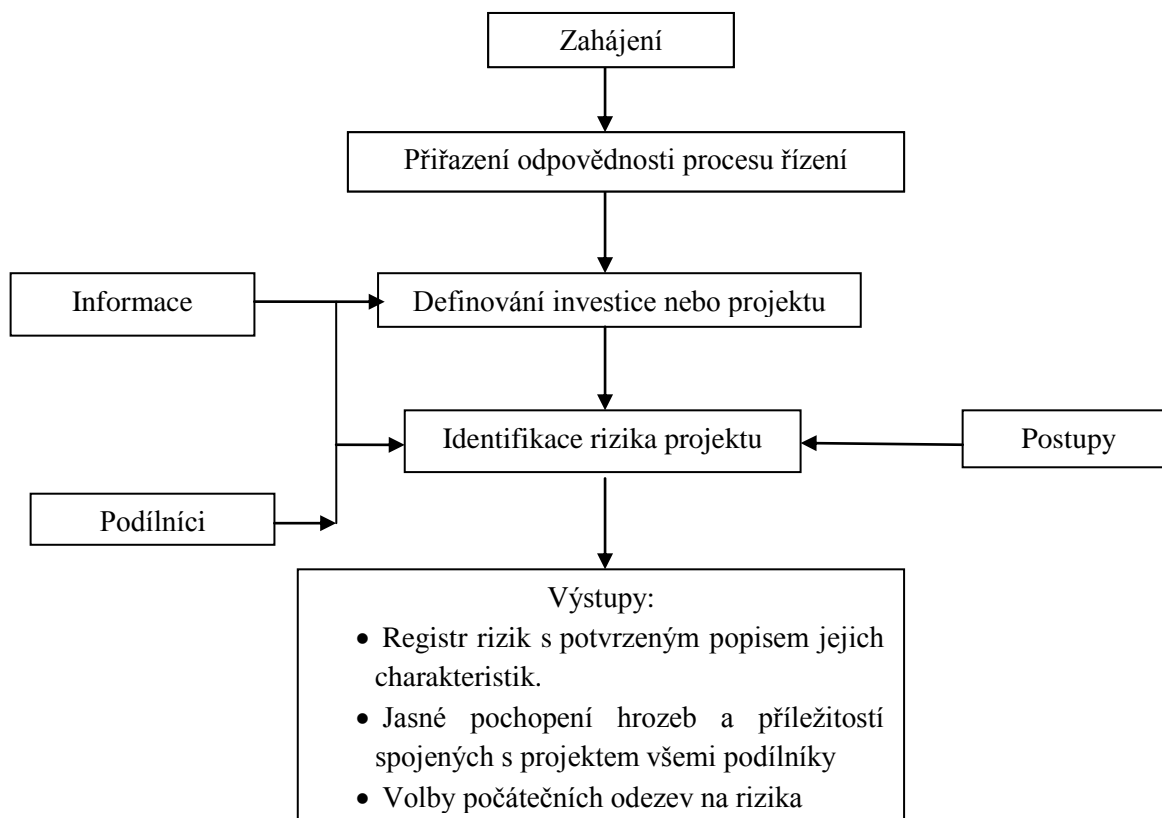 Zahájení
Přiřazení odpovědnosti procesu řízení
Informace
Definování investice nebo projektu
Identifikace rizika projektu
Postupy
Podílníci
Výstupy:
• Registr rizik s potvrzeným popisem jejich
charakteristik.
• Jasné pochopení hrozeb a příležitostí
spojených s projektem všemi podílníky
• Volby počátečních odezev na rizika